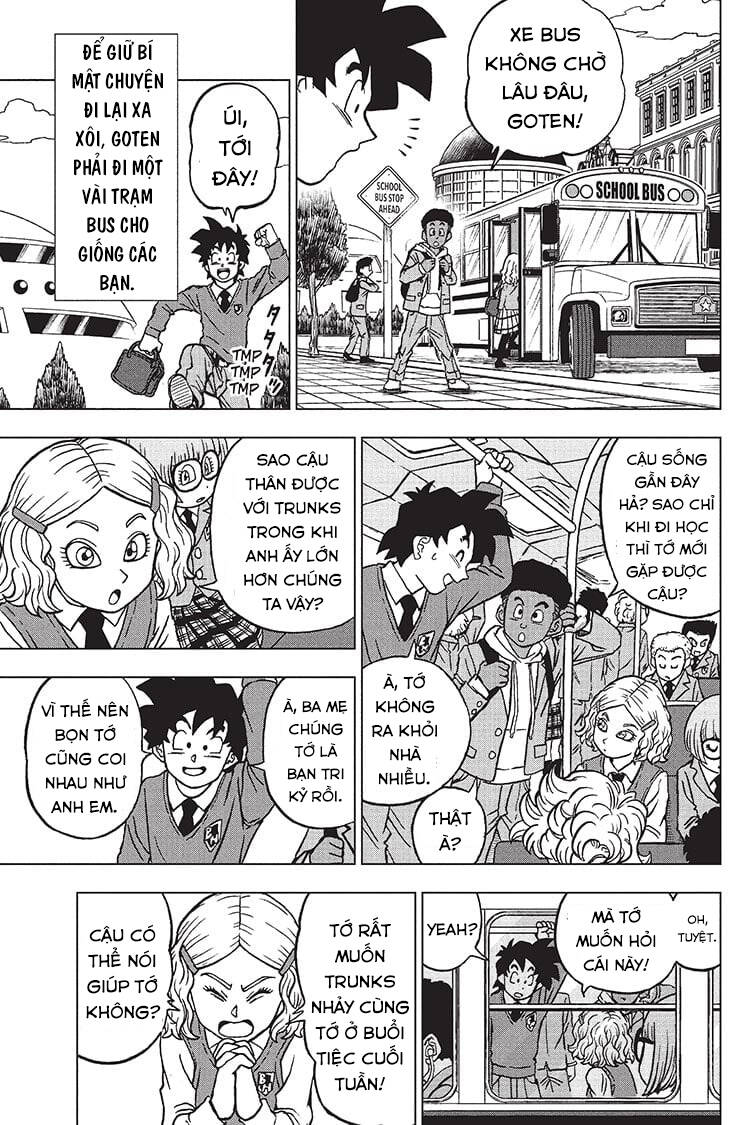 XE BUS
KHÔNG CHỜ
LÂU ĐÂU,
GOTEN!
SCHOOL
BUS STOP
AHEAD
SCHOOL BUS
ÚI,
TỚI
ĐÂY!
タタタ
TMP
TMP
TMP
ĐỂ GIỮ BÍ
MẬT CHUYỆN
ĐI LẠI XA
XÔI, GOTEN
PHẢI ĐI MỘT
VÀI TRẠM
BUS CHO
GIỐNG CÁC
BẠN.
CẬU SỐNG
GẦN ĐÂY
HẢ? SAO CHỈ
KHI ĐI HỌC
THÌ TỚ MỚI
GẶP ĐƯỢC
CẬU?
À, TỚ
KHÔNG
RA KHỎI
NHÀ
NHIỀU.
THẬT
À?
SAO CẬU
THÂN ĐƯỢC
VỚI TRUNKS
TRONG KHI
ANH ẤY LỚN
HƠN CHÚNG
TA VẬY?
À, BA MẸ
CHÚNG
TỚ LÀ
BẠN TRI
KỶ RỒI.
VÌ THẾ NÊN
BỌN TỚ
CŨNG COI
NHAU NHƯ
ANH EM.
OH,
TUYỆT.
MÀ TỚ
MUỐN HỎI
CÁI NÀY!
YEAH?
TỚ RẤT
MUỐN
TRUNKS
NHẢY CÙNG
TỚ Ở BUỔI
TIỆC CUỐI
TUẦN!
CẬU CÓ
THỂ NÓI
GIÚP TỚ
KHÔNG?